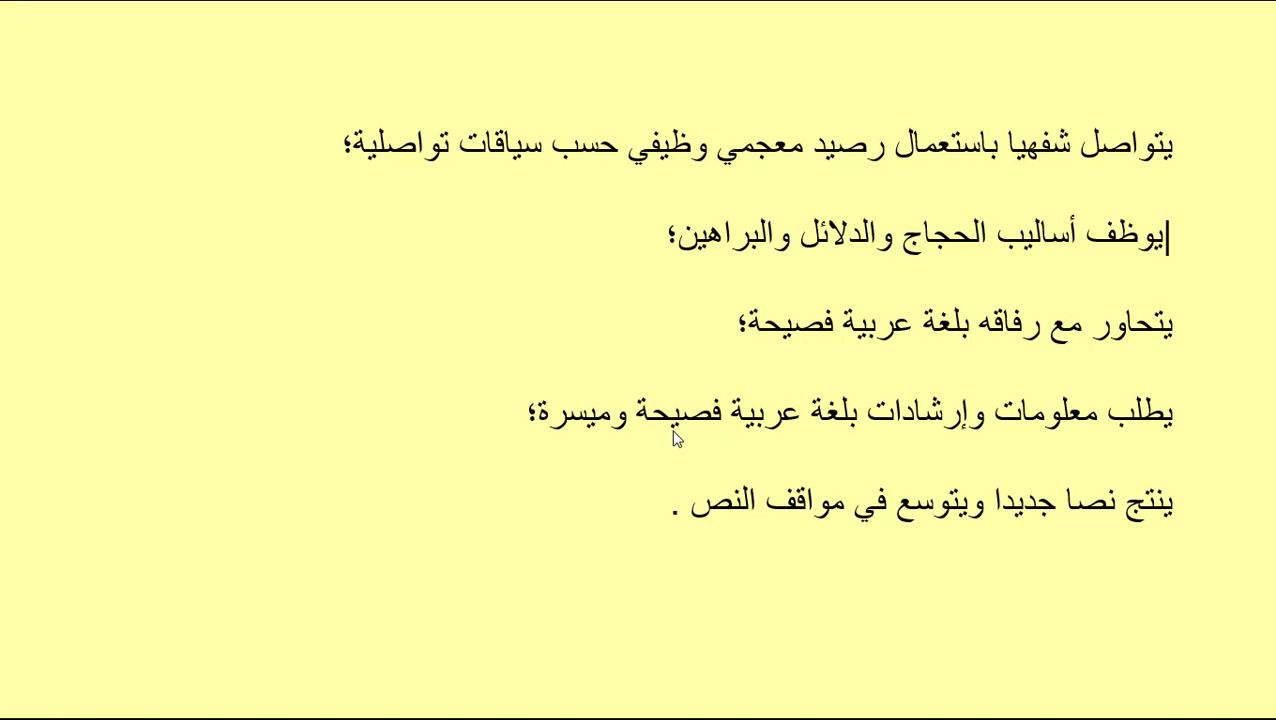 يتواصل شفهيا باستعمال رصيد معجمي وظيفي حسب سياقات تواصلية؛
يوظف أساليب الحجاج والدلائل والبراهين؛
يتحاور مع رفاقه بلغة عربية فصيحة؛
يطلب معلومات وإرشادات بلغة عربية فصيحة وميسرة؛
ينتج نصا جديدا ويتوسع في مواقف النص .